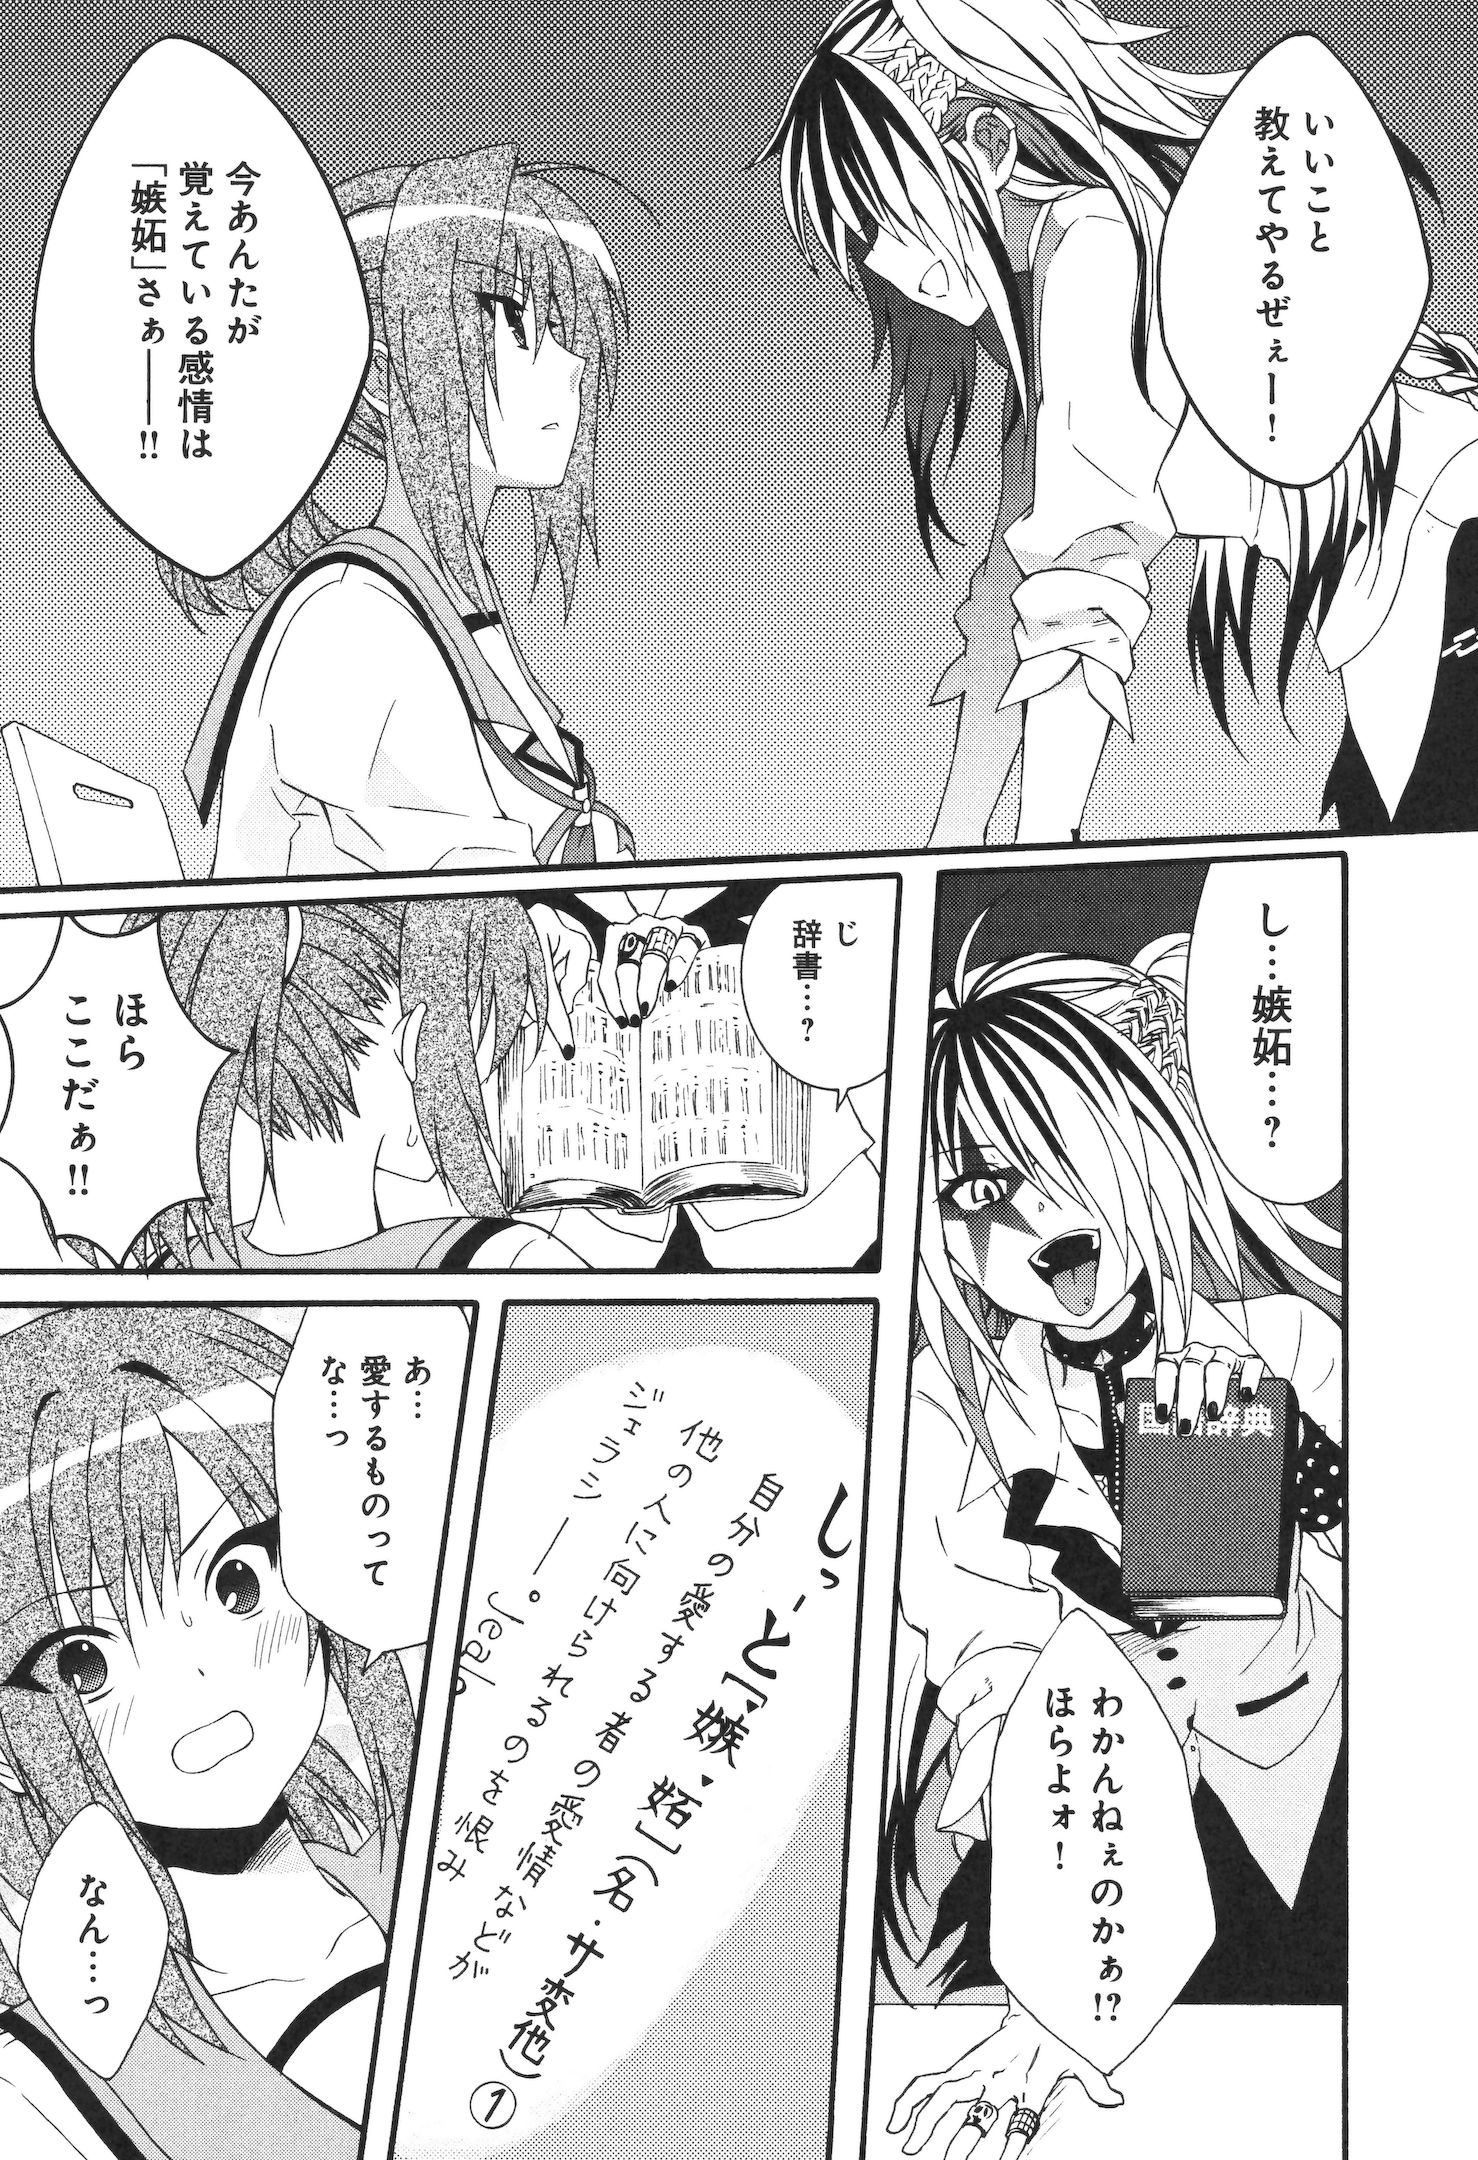 いいこと
教えてやるぜぇー！
今あんたが
覚えている感情は
「嫉妬」さぁ――!!
し…嫉妬…？
国語辞典
わかんねぇのかぁ!?
ほらよォ！
じ
辞書…？
ほら
ここだぁ!!
しっ-と［▾嫉▾妬］（名・サ変他）
①
自分の愛する者の愛情などが
他の人に向けられるのを恨み
ジェラシー。
あ…
愛するものって
な…っ
なん…っ